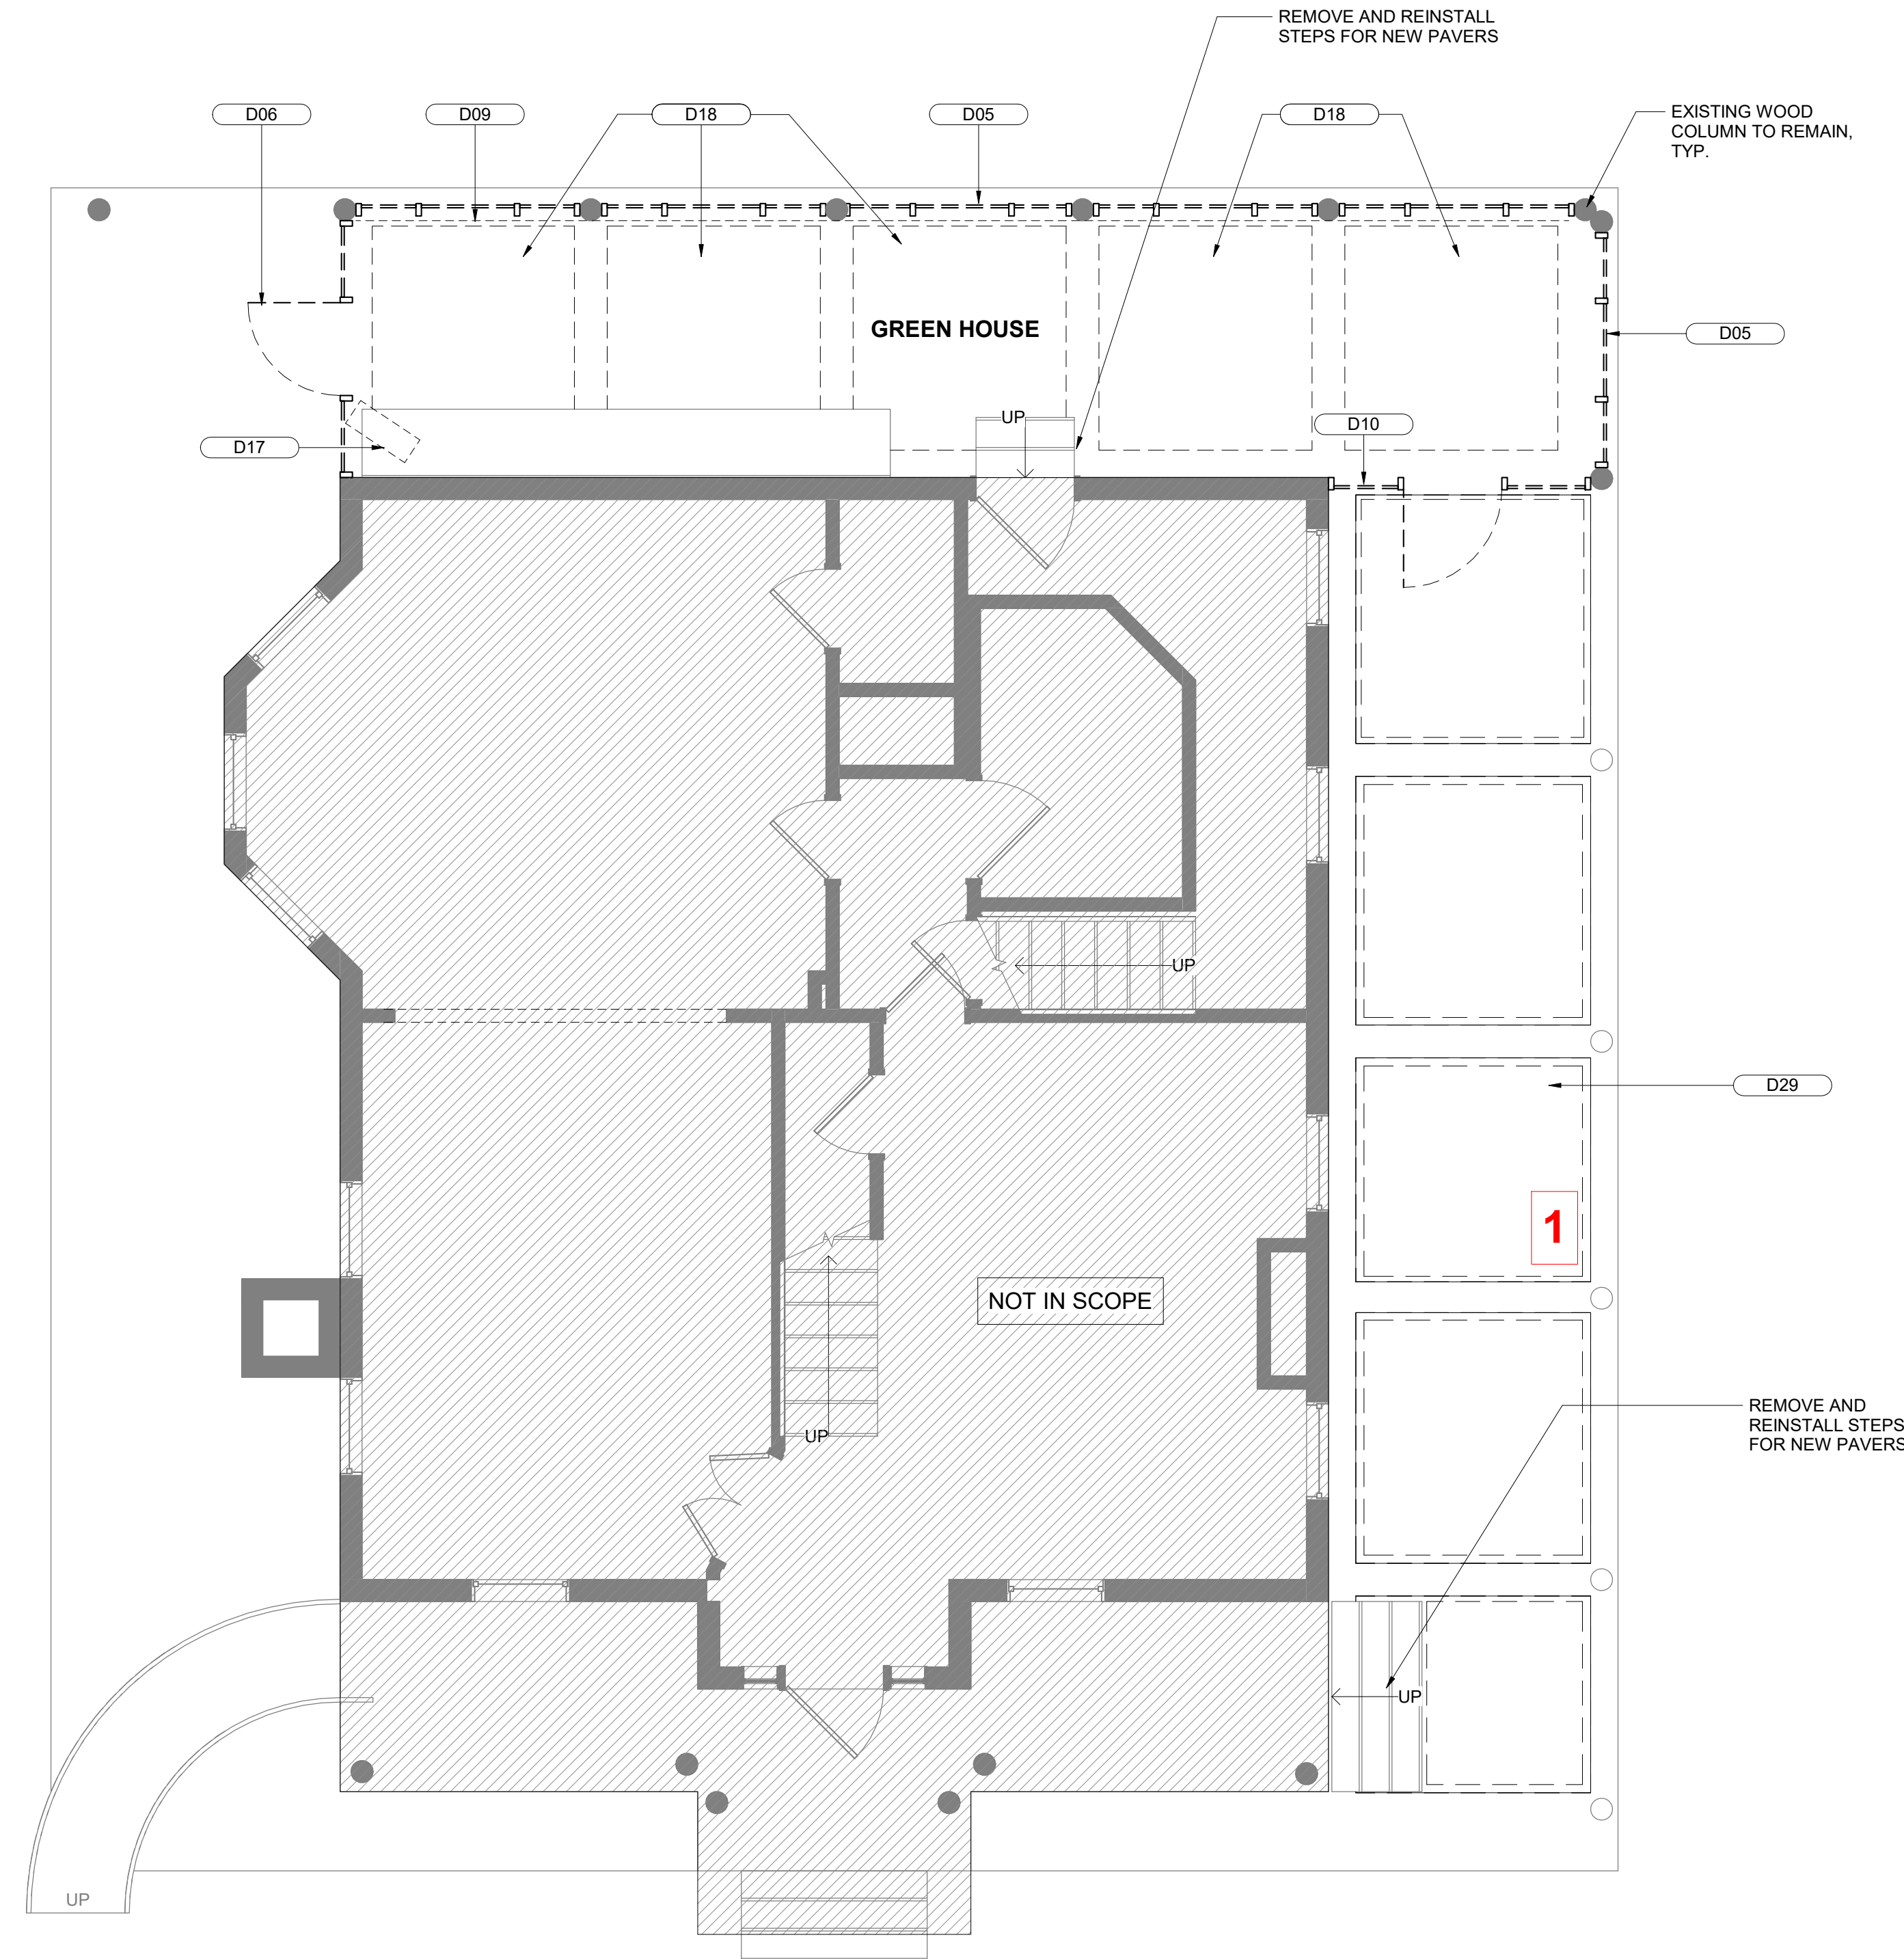 REMOVE AND REINSTALL
STEPS FOR NEW PAVERS
D06
D09
D18
D05
D18
EXISTING WOOD
COLUMN TO REMAIN,
TYP.
GREEN HOUSE
D05
UP
D10
D17
UP
D29
1
NOT IN SCOPE
REMOVE AND
REINSTALL STEPS
FOR NEW PAVERS
UP
UP
UP